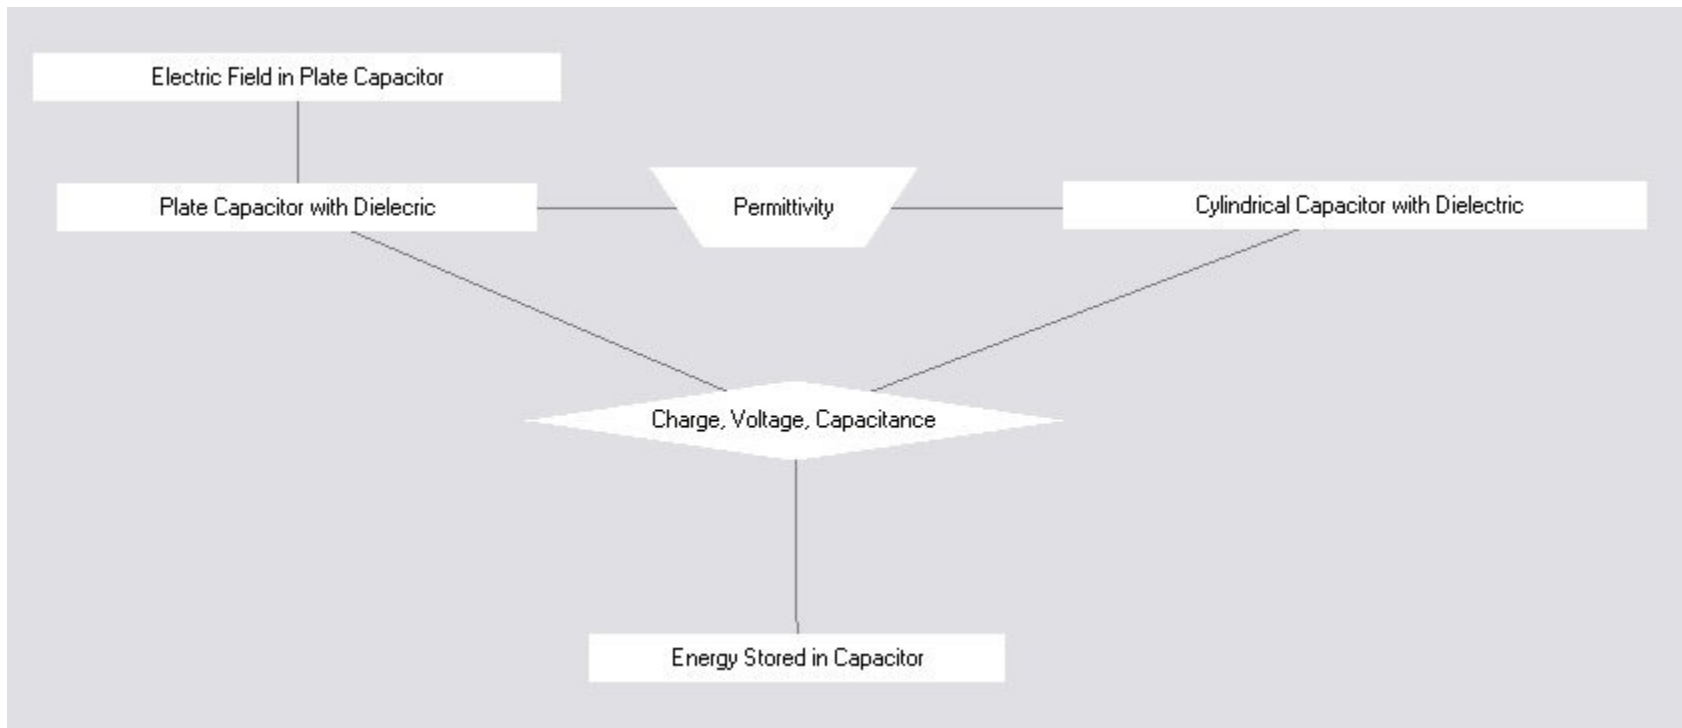 Electric Field in Plate Capacitor
Plate Capacitor with Dielecric
Permittivity
Cylindrical Capacitor with Dielectric
Charge, Voltage, Capacitance
Energy Stored in Capacitor